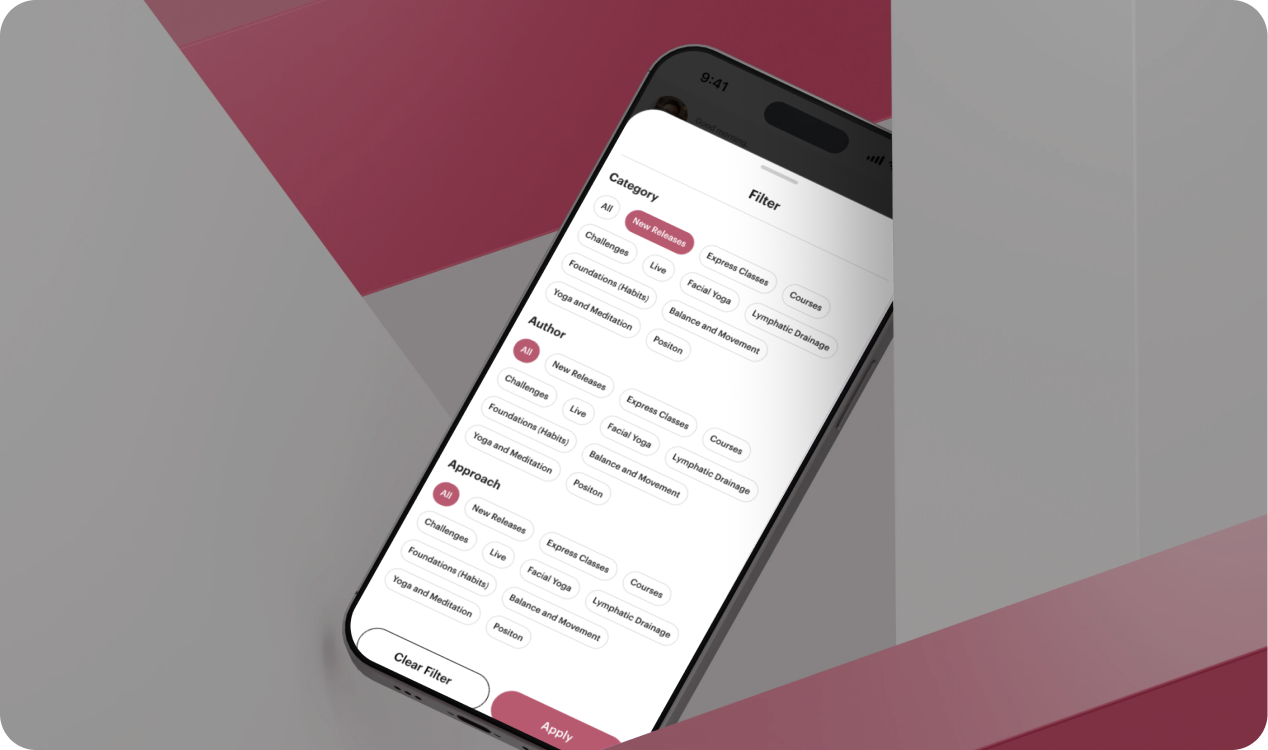 9:41
Good morning,
Filter
Category
All New Releases Express Classes Courses
Challenges Live Facial Yoga Lymphatic Drainage
Foundations (Habits) Balance and Movement
Yoga and Meditation Positon
Author
All New Releases Express Classes Courses
Challenges Live Facial Yoga Lymphatic Drainage
Foundations (Habits) Balance and Movement
Yoga and Meditation Positon
Approach
All New Releases Express Classes Courses
Challenges Live Facial Yoga Lymphatic Drainage
Foundations (Habits) Balance and Movement
Yoga and Meditation Positon
Clear Filter Apply